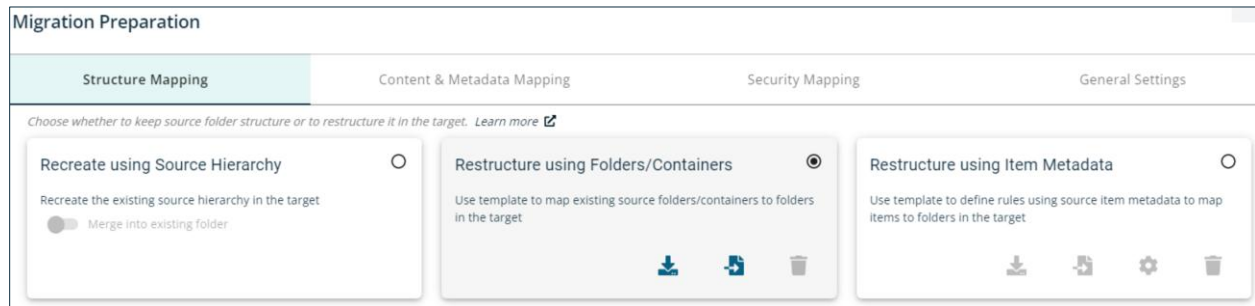 Migration Preparation
Structure Mapping
Content & Metadata Mapping
Security Mapping
General Settings
Choose whether to keep source folder structure or to restructure it in the target. Learn more
Recreate using Source Hierarchy
Recreate the existing source hierarchy in the target
Merge into existing folder
Restructure using Folders/Containers
Use template to map existing source folders/containers to folders
in the target
Restructure using Item Metadata
Use template to define rules using source item metadata to map
items to folders in the target